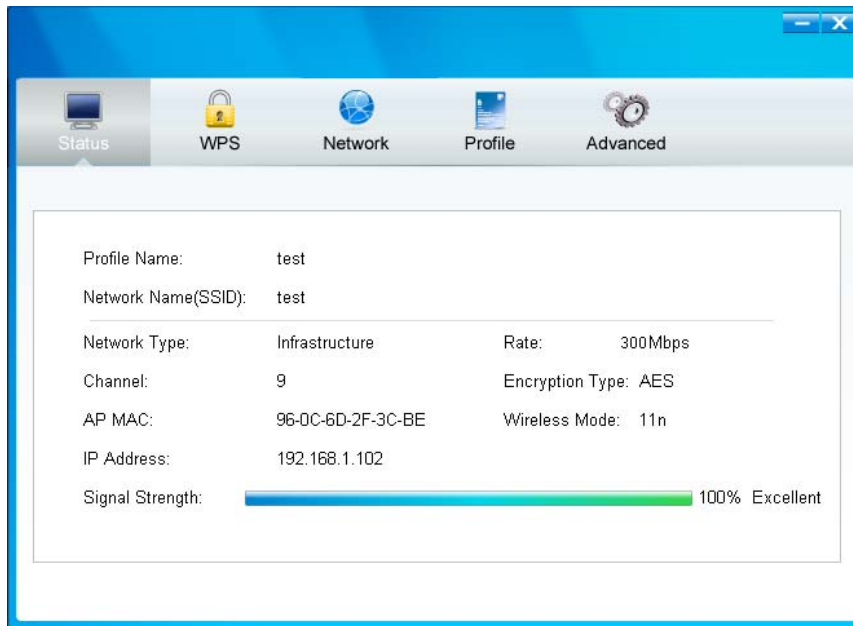 Status WPS Network Profile Advanced
Profile Name: test
Network Name(SSID): test
Network Type: Infrastructure Rate: 300Mbps
Channel: 9 Encryption Type: AES
AP MAC: 96-0C-6D-2F-3C-BE Wireless Mode: 11n
IP Address: 192.168.1.102
Signal Strength: 100% Excellent